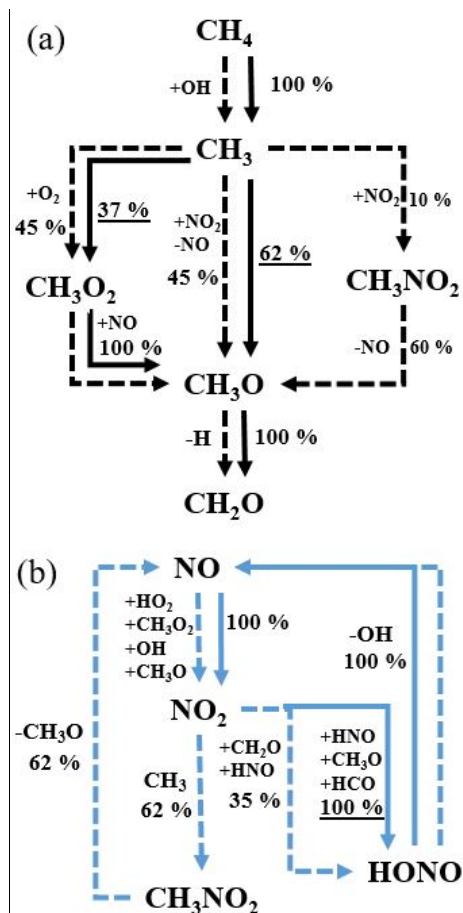 (a)
CH4
+OH
100 %
CH3
+O2
45 %
37 %
+NO2
-NO
45 %
62 %
+NO2 10 %
CH3O2
CH3NO2
+NO
100 %
-NO 60 %
CH3O
-H
100 %
CH2O
(b)
NO
+HO2
+CH3O2
+OH
+CH3O
100 %
-OH
100 %
NO2
-CH3O
62 %
CH3
62 %
+CH2O
+HNO
35 %
+HNO
+CH3O
+HCO
100 %
HONO
CH3NO2